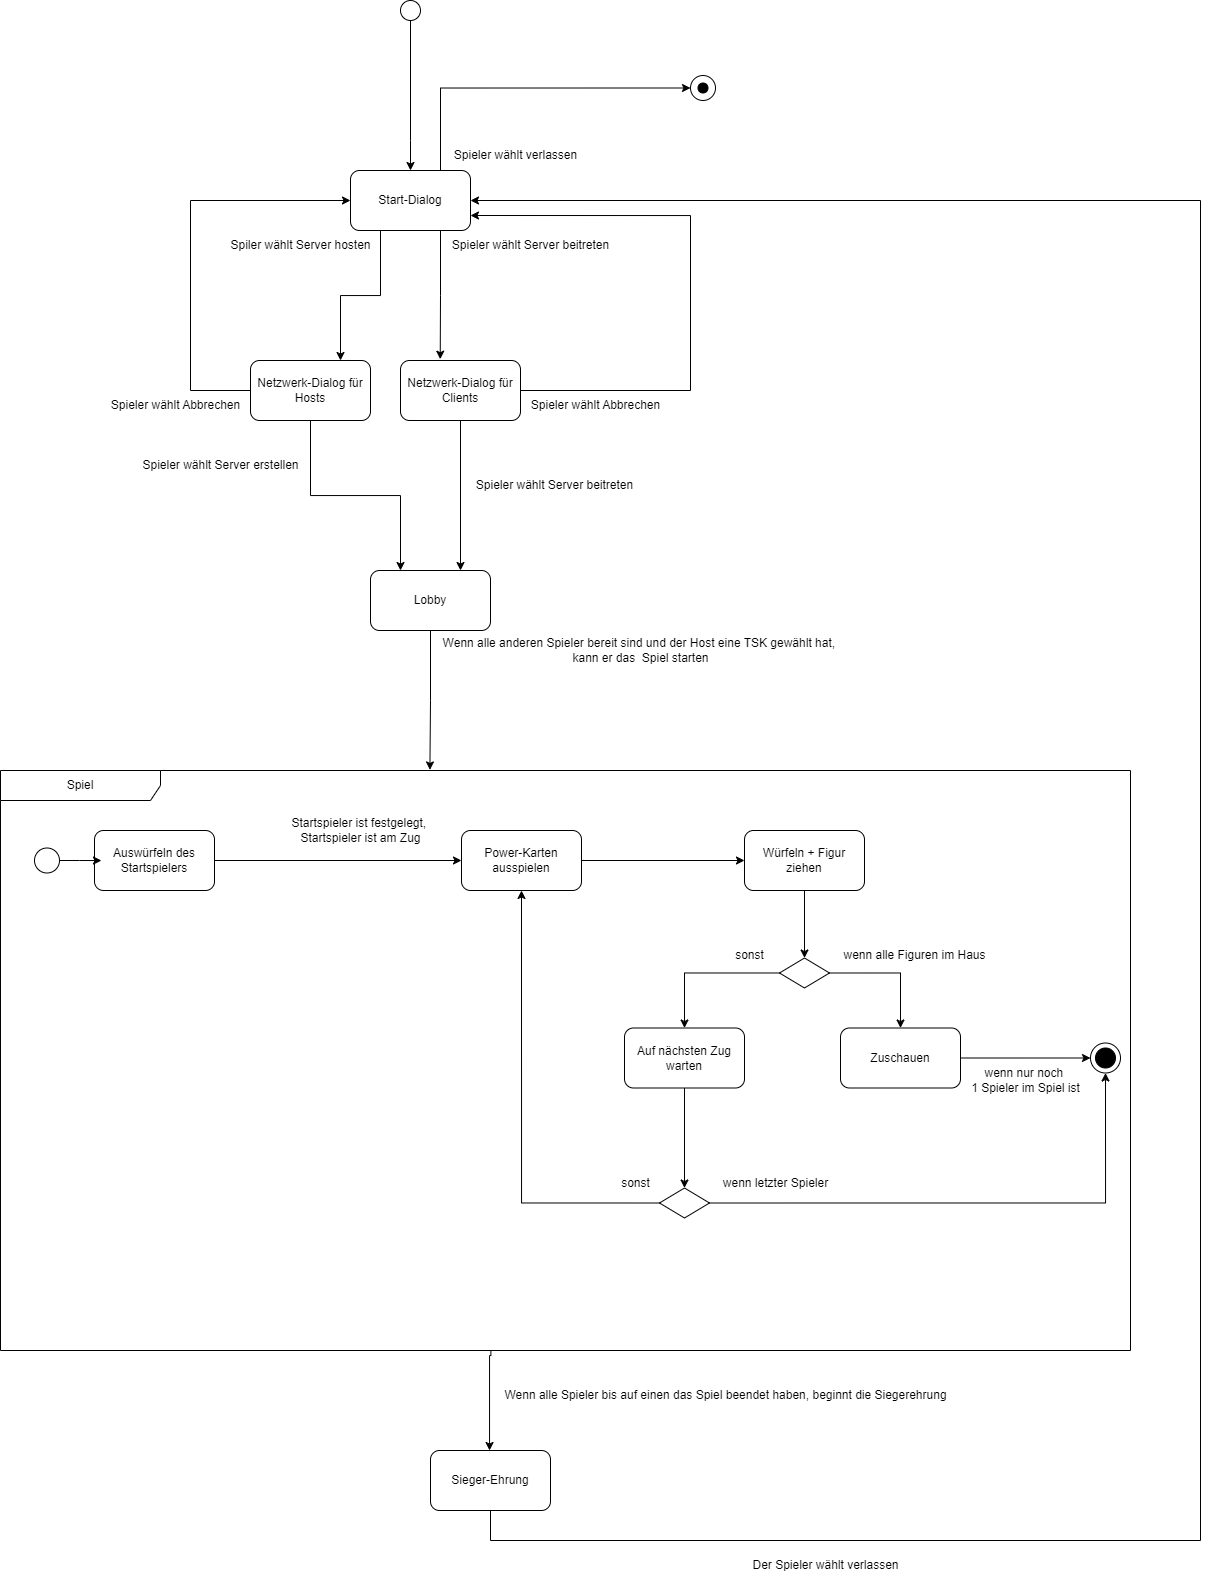 Spieler wählt verlassen
Start-Dialog
Spiler wählt Server hosten
Spieler wählt Server beitreten
Netzwerk-Dialog für
Hosts
Netzwerk-Dialog für
Clients
Spieler wählt Abbrechen
Spieler wählt Abbrechen
Spieler wählt Server erstellen
Spieler wählt Server beitreten
Lobby
Wenn alle anderen Spieler bereit sind und der Host eine TSK gewählt hat,
kann er das  Spiel starten
Spiel
Auswürfeln des
Startspielers
Startspieler ist festgelegt,
Startspieler ist am Zug
Power-Karten
ausspielen
Würfeln + Figur
ziehen
sonst
wenn alle Figuren im Haus
Auf nächsten Zug
warten
Zuschauen
wenn nur noch
1 Spieler im Spiel ist
sonst
wenn letzter Spieler
Wenn alle Spieler bis auf einen das Spiel beendet haben, beginnt die Siegerehrung
Sieger-Ehrung
Der Spieler wählt verlassen